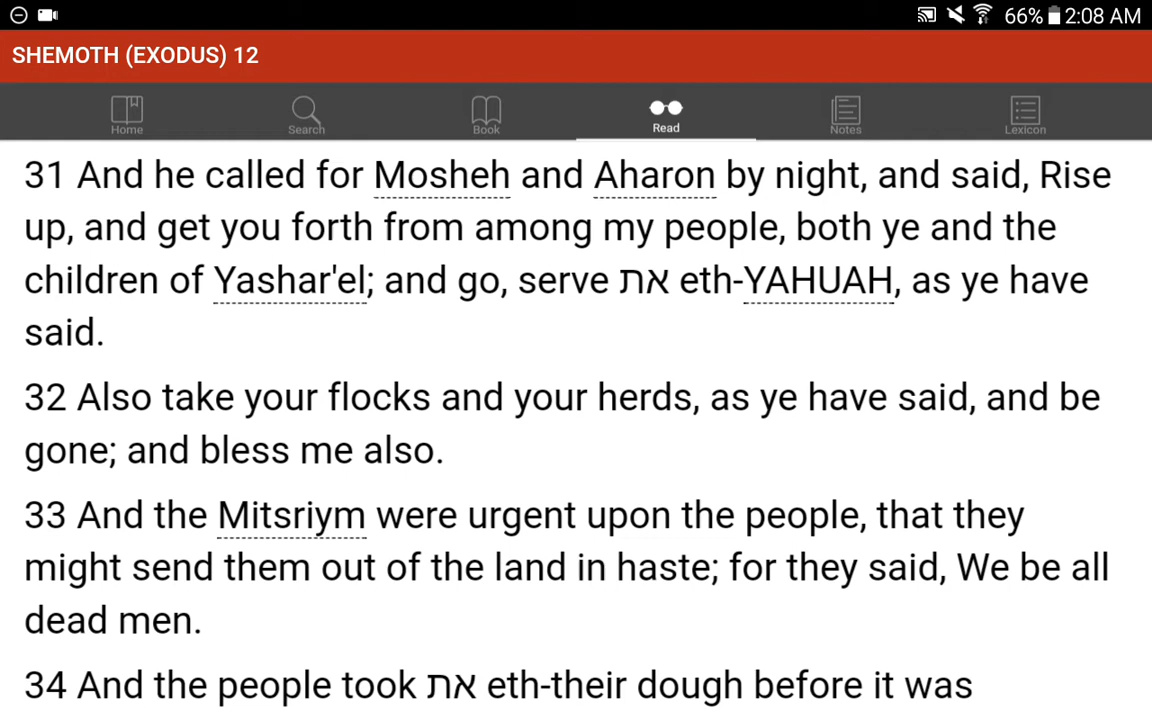 66% 2:08 AM
SHEMOTH (EXODUS) 12
Home Search Book Read Notes Lexicon
31 And he called for Mosheh and Aharon by night, and said, Rise
up, and get you forth from among my people, both ye and the
children of Yashar'el; and go, serve את eth-YAHUAH, as ye have
said.
32 Also take your flocks and your herds, as ye have said, and be
gone; and bless me also.
33 And the Mitsriym were urgent upon the people, that they
might send them out of the land in haste; for they said, We be all
dead men.
34 And the people took את eth-their dough before it was